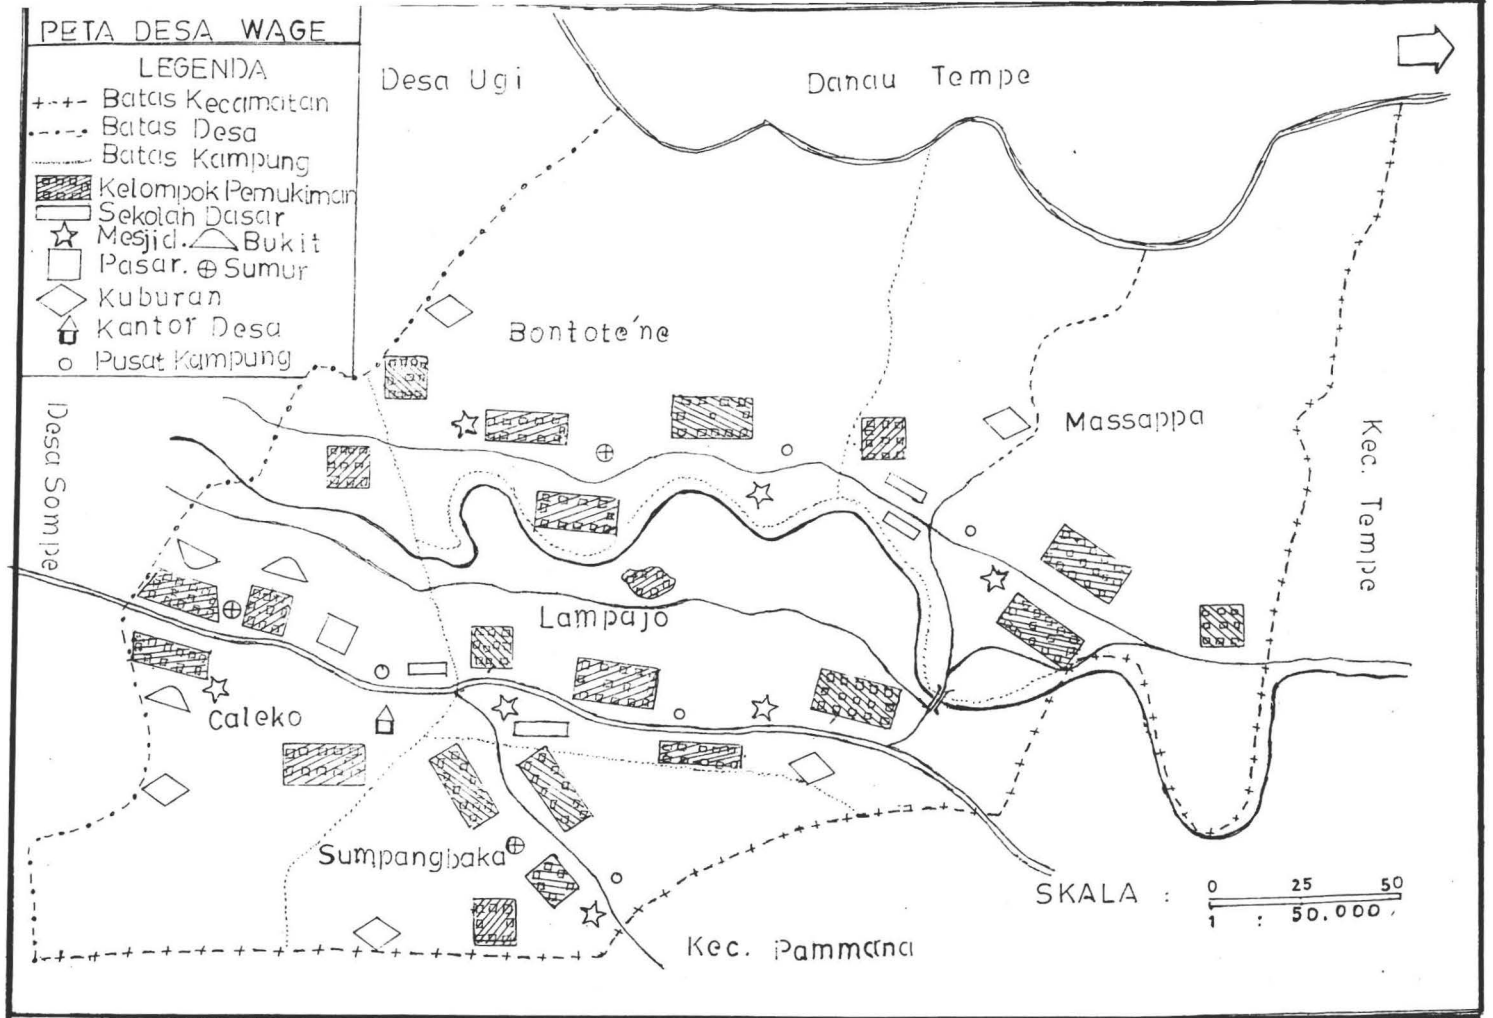 PETA DESA WAGE
LEGENDA
Batas Kecamatan
Batas Desa
Batas Kampung
Kelompok Pemukiman
Sekolah Dasar
Mesjid. Bukit
Pasar. Sumur
Kuburan
Kantor Desa
Pusat Kampung
Desa Ugi
Danau Tempe
Bontote'ne
Massappa
Kec. Tempe
Desa Sompe
Lampajo
Caleko
Sumpangbaka
Kec. Pammana
SKALA :
0 25 50
1 : 50.000,